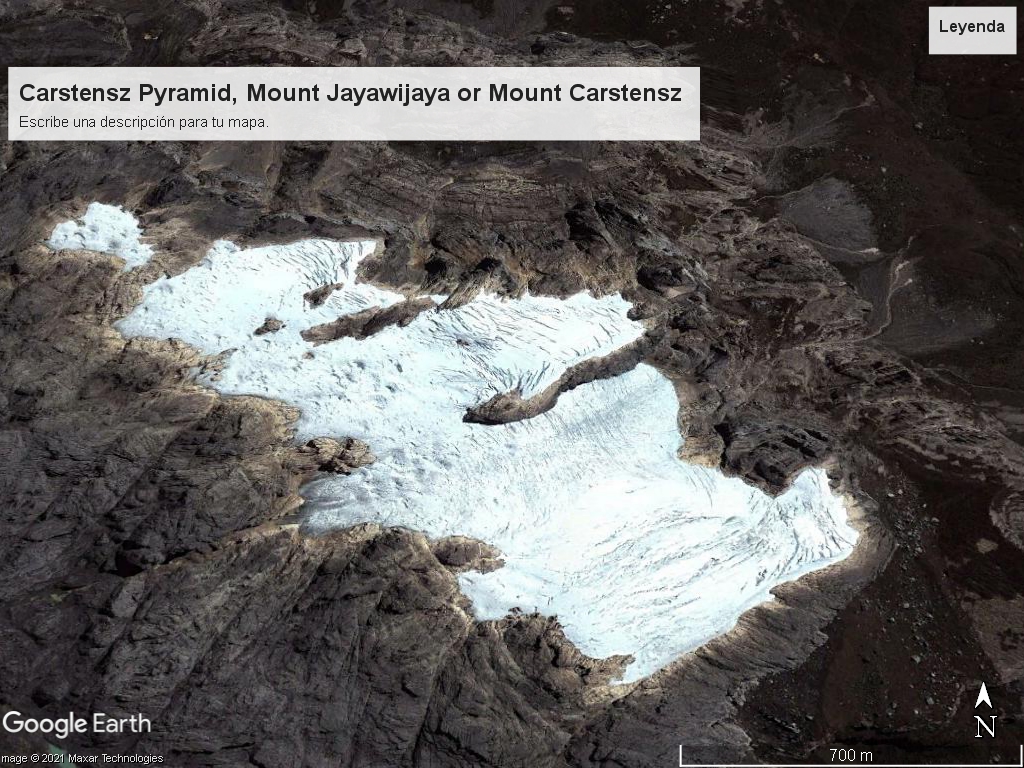 Leyenda
Carstensz Pyramid, Mount Jayawijaya or Mount Carstensz
Escribe una descripción para tu mapa.
N
Google Earth
700 m
mage © 2021 Maxar Technologies